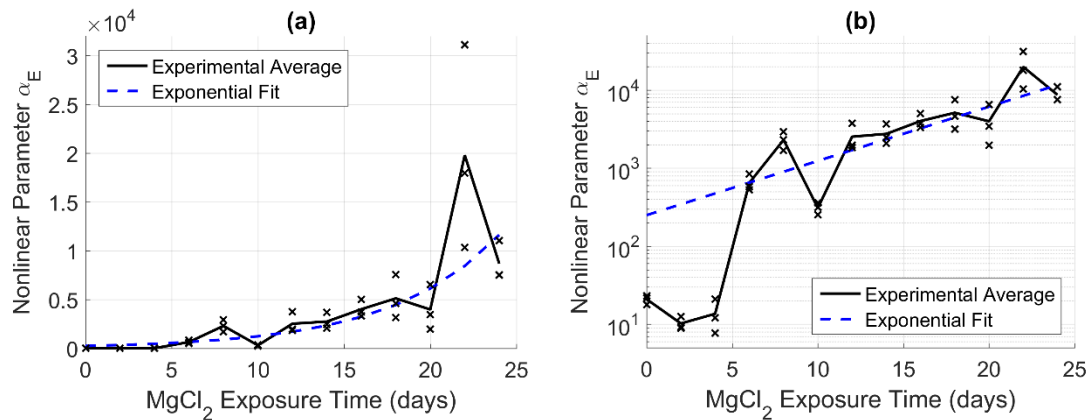 (a)
×10⁴
3
2.5
2
1.5
1
0.5
0
Nonlinear Parameter α_E
Experimental Average
Exponential Fit
0 5 10 15 20 25
MgCl₂ Exposure Time (days)
(b)
10⁴
10³
10²
10¹
Nonlinear Parameter α_E
Experimental Average
Exponential Fit
0 5 10 15 20 25
MgCl₂ Exposure Time (days)